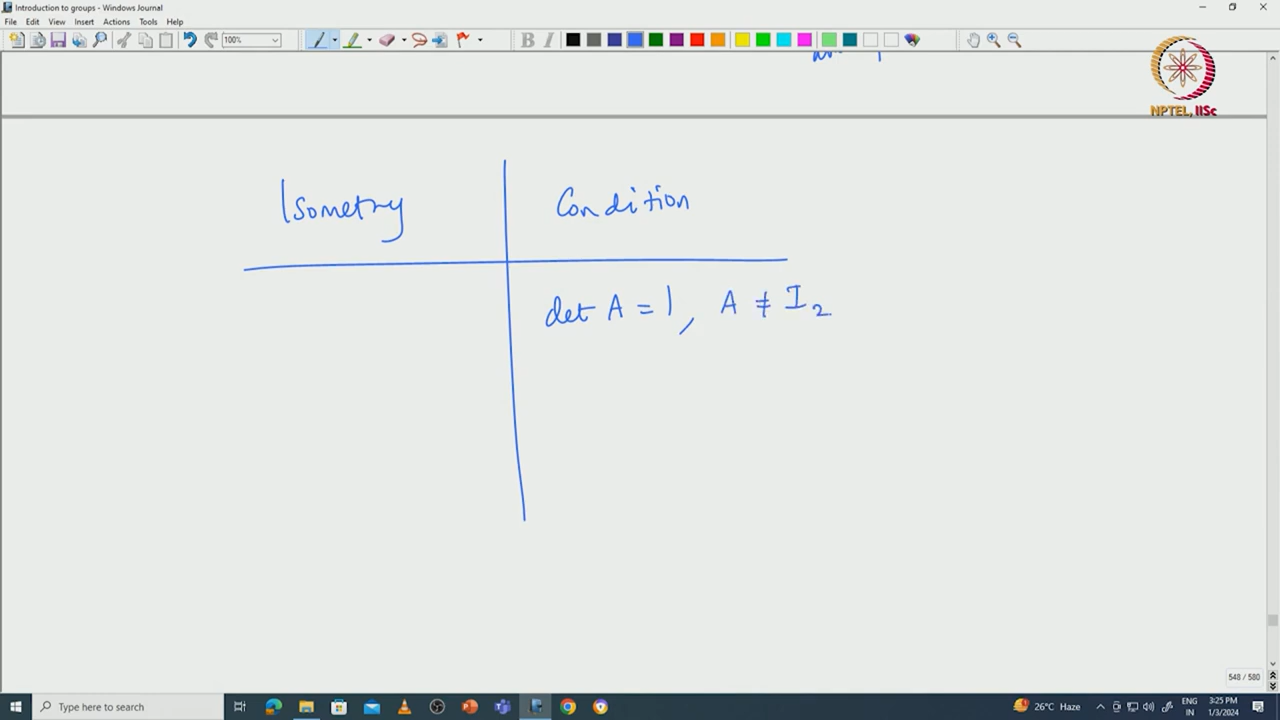 Introduction to groups - Windows Journal
File Edit View Insert Actions Tools Help
100%
NPTEL, IISc
Isometry Condition
det A = 1, A ≠ I₂
548 / 580
Type here to search
26°C Haze
ENG
IN
3:25 PM
1/3/2024